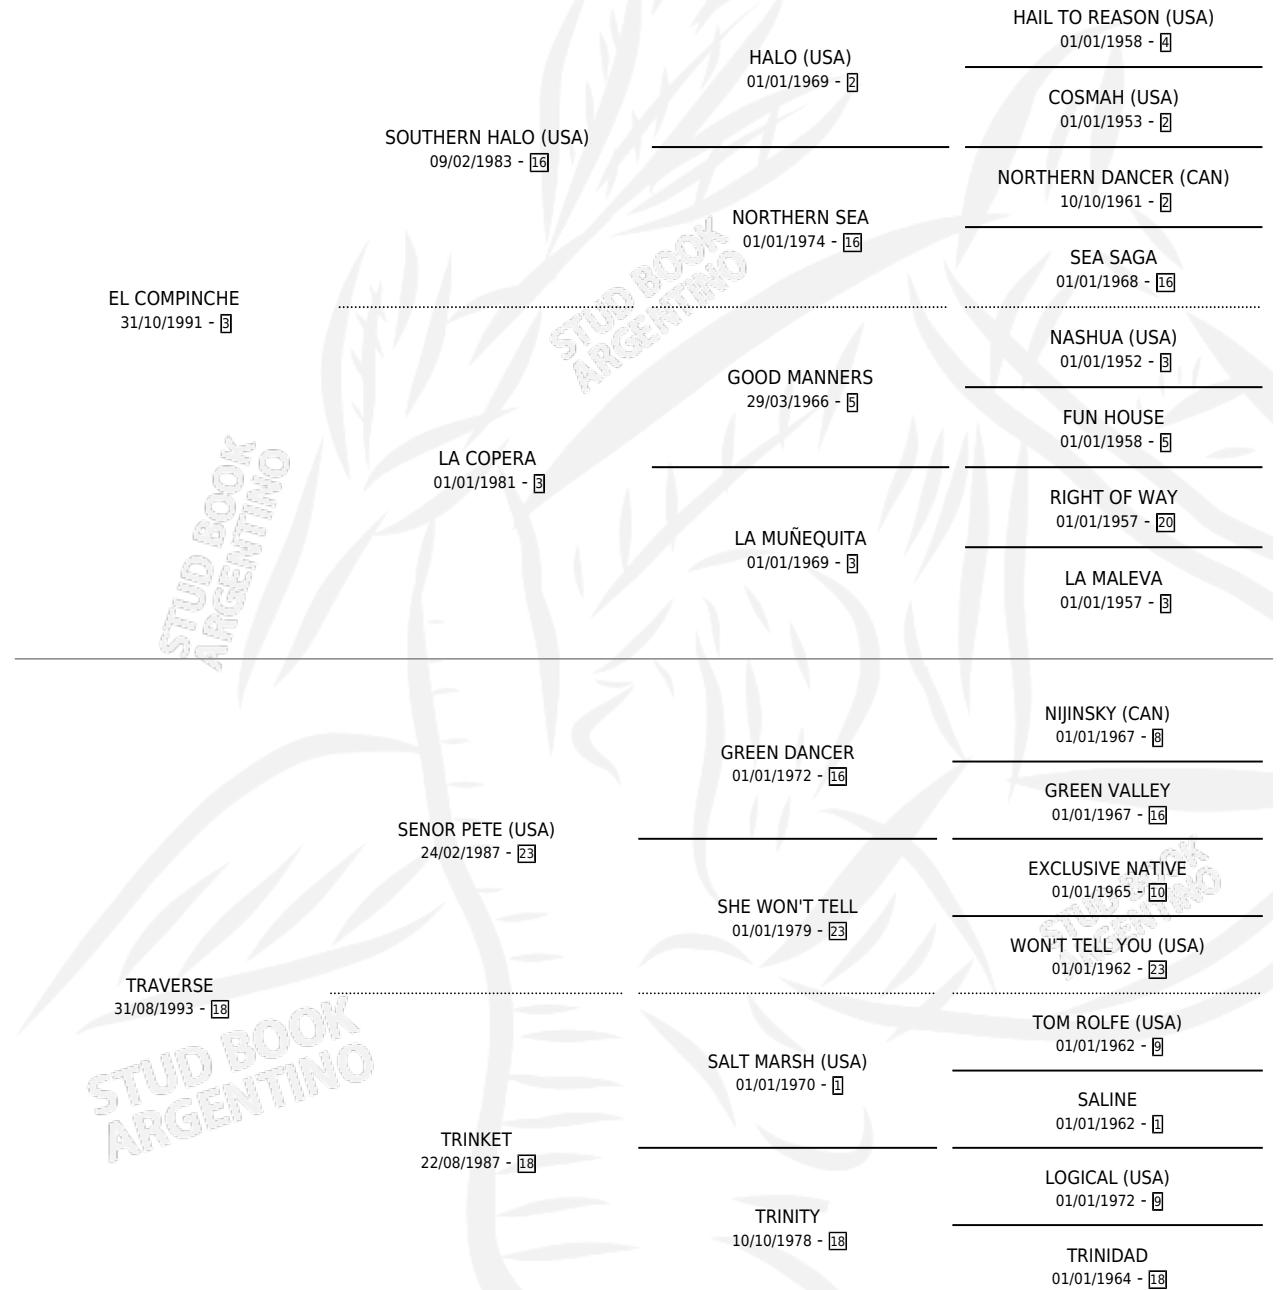 HAIL TO REASON (USA)
01/01/1958 - 4
HALO (USA)
01/01/1969 - 2
COSMAH (USA)
01/01/1953 - 2
SOUTHERN HALO (USA)
09/02/1983 - 16
NORTHERN DANCER (CAN)
10/10/1961 - 2
NORTHERN SEA
01/01/1974 - 16
SEA SAGA
01/01/1968 - 16
EL COMPINCHE
31/10/1991 - 3
NASHUA (USA)
01/01/1952 - 3
GOOD MANNERS
29/03/1966 - 5
FUN HOUSE
01/01/1958 - 5
LA COPERA
01/01/1981 - 3
RIGHT OF WAY
01/01/1957 - 20
LA MUÑEQUITA
01/01/1969 - 3
LA MALEVA
01/01/1957 - 3
STUD BOOK
ARGENTINO
STUD BOOK
ARGENTINO
NIJINSKY (CAN)
01/01/1967 - 8
GREEN DANCER
01/01/1972 - 16
GREEN VALLEY
01/01/1967 - 16
SENOR PETE (USA)
24/02/1987 - 23
EXCLUSIVE NATIVE
01/01/1965 - 10
SHE WON'T TELL
01/01/1979 - 23
WON'T TELL YOU (USA)
01/01/1962 - 23
TRAVERSE
31/08/1993 - 18
TOM ROLFE (USA)
01/01/1962 - 9
SALT MARSH (USA)
01/01/1970 - 1
SALINE
01/01/1962 - 1
TRINKET
22/08/1987 - 18
LOGICAL (USA)
01/01/1972 - 9
TRINITY
10/10/1978 - 18
TRINIDAD
01/01/1964 - 18
STUD BOOK
ARGENTINO
STUD BOOK
ARGENTINO